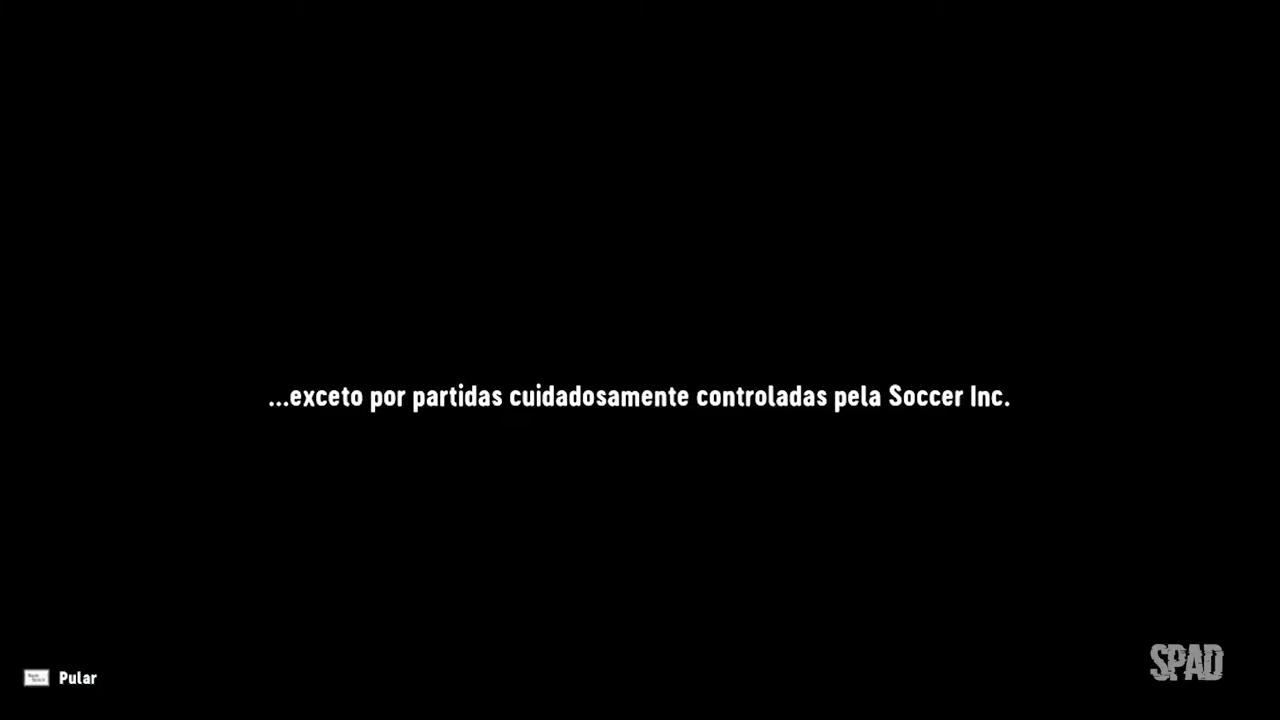 ...exceto por partidas cuidadosamente controladas pela Soccer Inc.
Pular
SPAD